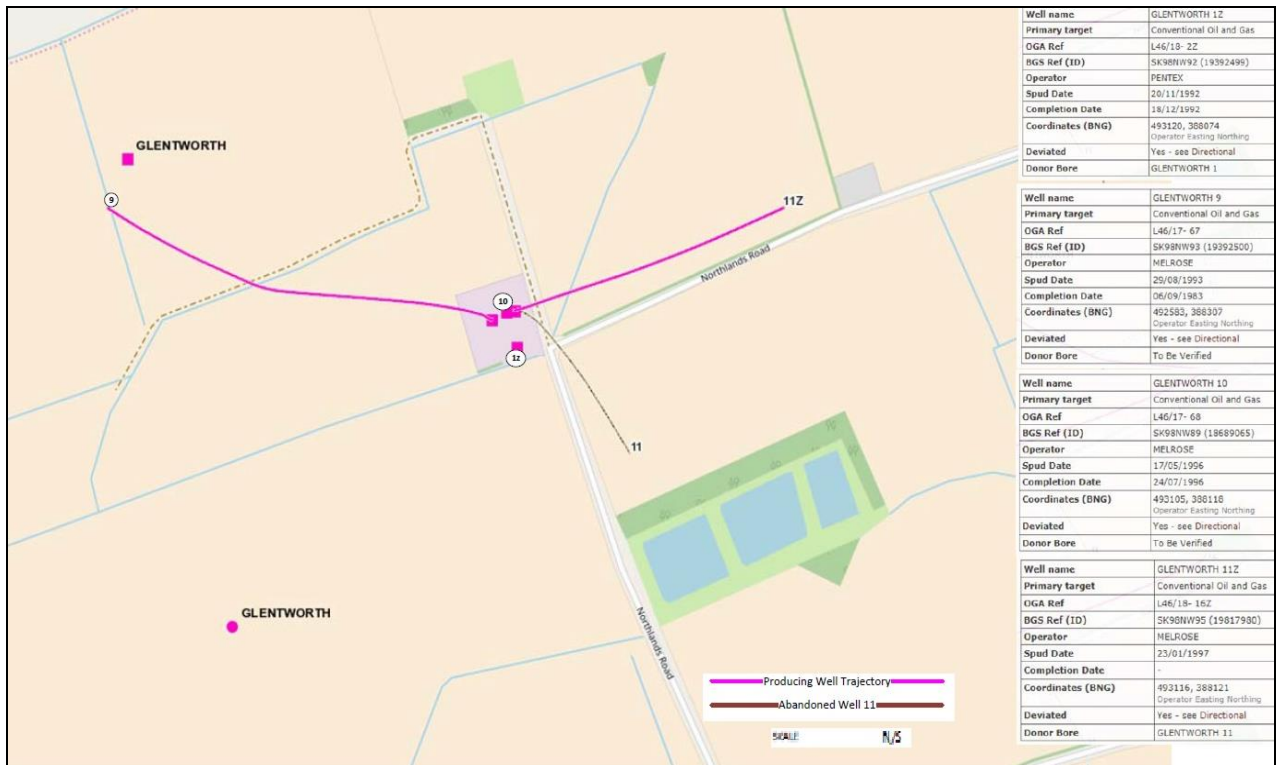 GLENTWORTH
9
11Z
Northlands Road
10
1z
11
GLENTWORTH
Northlands Road
Producing Well Trajectory
Abandoned Well 11
SCALE N/S
Well name GLENTWORTH 1Z
Primary target Conventional Oil and Gas
OGA Ref L46/18- 2Z
BGS Ref (ID) SK98NW92 (19392499)
Operator PENTEX
Spud Date 20/11/1992
Completion Date 18/12/1992
Coordinates (BNG) 493120, 388074
Operator Easting Northing
Deviated Yes - see Directional
Donor Bore GLENTWORTH 1
Well name GLENTWORTH 9
Primary target Conventional Oil and Gas
OGA Ref L46/17- 67
BGS Ref (ID) SK98NW93 (19392500)
Operator MELROSE
Spud Date 29/08/1993
Completion Date 06/09/1983
Coordinates (BNG) 492583, 388307
Operator Easting Northing
Deviated Yes - see Directional
Donor Bore To Be Verified
Well name GLENTWORTH 10
Primary target Conventional Oil and Gas
OGA Ref L46/17- 68
BGS Ref (ID) SK98NW89 (18689065)
Operator MELROSE
Spud Date 17/05/1996
Completion Date 24/07/1996
Coordinates (BNG) 493105, 388118
Operator Easting Northing
Deviated Yes - see Directional
Donor Bore To Be Verified
Well name GLENTWORTH 11Z
Primary target Conventional Oil and Gas
OGA Ref L46/18- 16Z
BGS Ref (ID) SK98NW95 (19817980)
Operator MELROSE
Spud Date 23/01/1997
Completion Date -
Coordinates (BNG) 493116, 388121
Operator Easting Northing
Deviated Yes - see Directional
Donor Bore GLENTWORTH 11